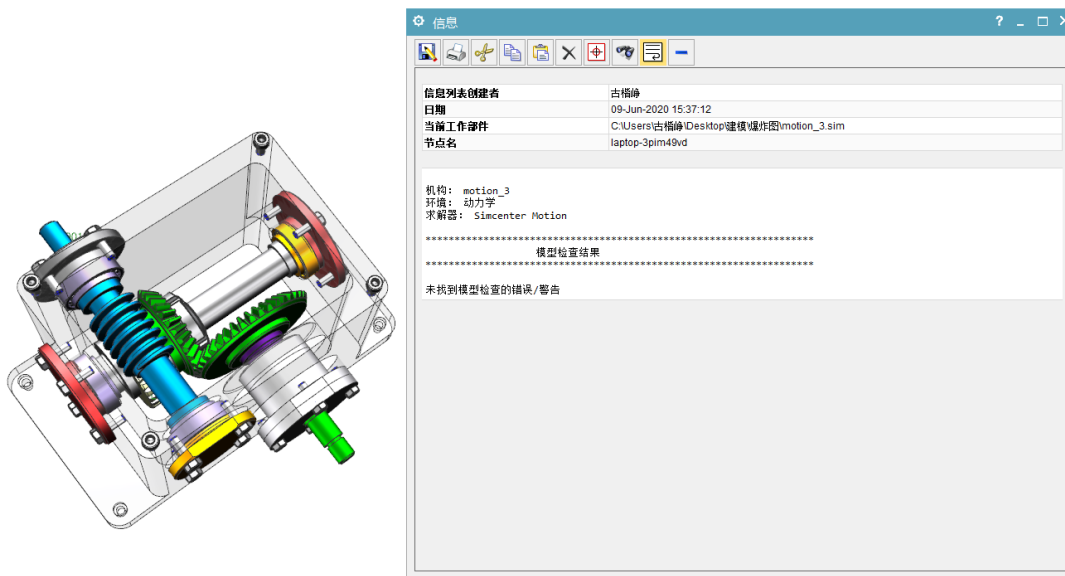 信息
信息列表创建者 古楷峥
日期 09-Jun-2020 15:37:12
当前工作部件 C:\Users\古楷峥\Desktop\建模\爆炸图\motion_3.sim
节点名 laptop-3pim49vd
机构: motion_3
环境: 动力学
求解器: Simcenter Motion
******************************************************************
模型检查结果
******************************************************************
未找到模型检查的错误/警告